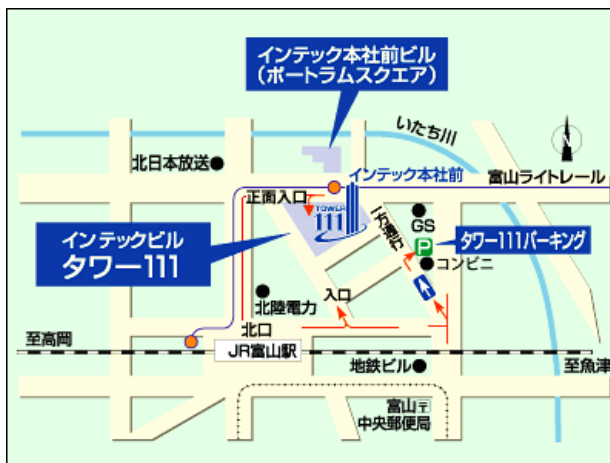 インテック本社前ビル
(ポートラムスクエア)
いたち川
北日本放送
インテック本社前
富山ライトレール
正面入口
TOWER
111
一方通行
GS
P
タワー111パーキング
インテックビル
タワー111
コンビニ
北陸電力
入口
北口
至高岡
JR富山駅
地鉄ビル
至魚津
富山〒
中央郵便局